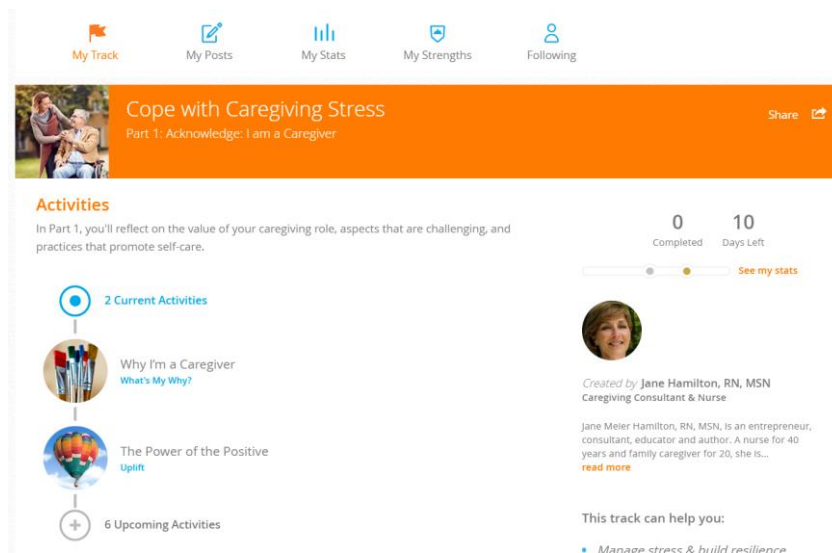 My Track
My Posts
My Stats
My Strengths
Following
Cope with Caregiving Stress
Part 1: Acknowledge: I am a Caregiver
Share
Activities
In Part 1, you'll reflect on the value of your caregiving role, aspects that are challenging, and
practices that promote self-care.
2 Current Activities
Why I'm a Caregiver
What's My Why?
The Power of the Positive
Uplift
6 Upcoming Activities
0
Completed
10
Days Left
See my stats
Created by Jane Hamilton, RN, MSN
Caregiving Consultant & Nurse
Jane Meier Hamilton, RN, MSN, is an entrepreneur,
consultant, educator and author. A nurse for 40
years and family caregiver for 20, she is...
read more
This track can help you:
• Manage stress & build resilience